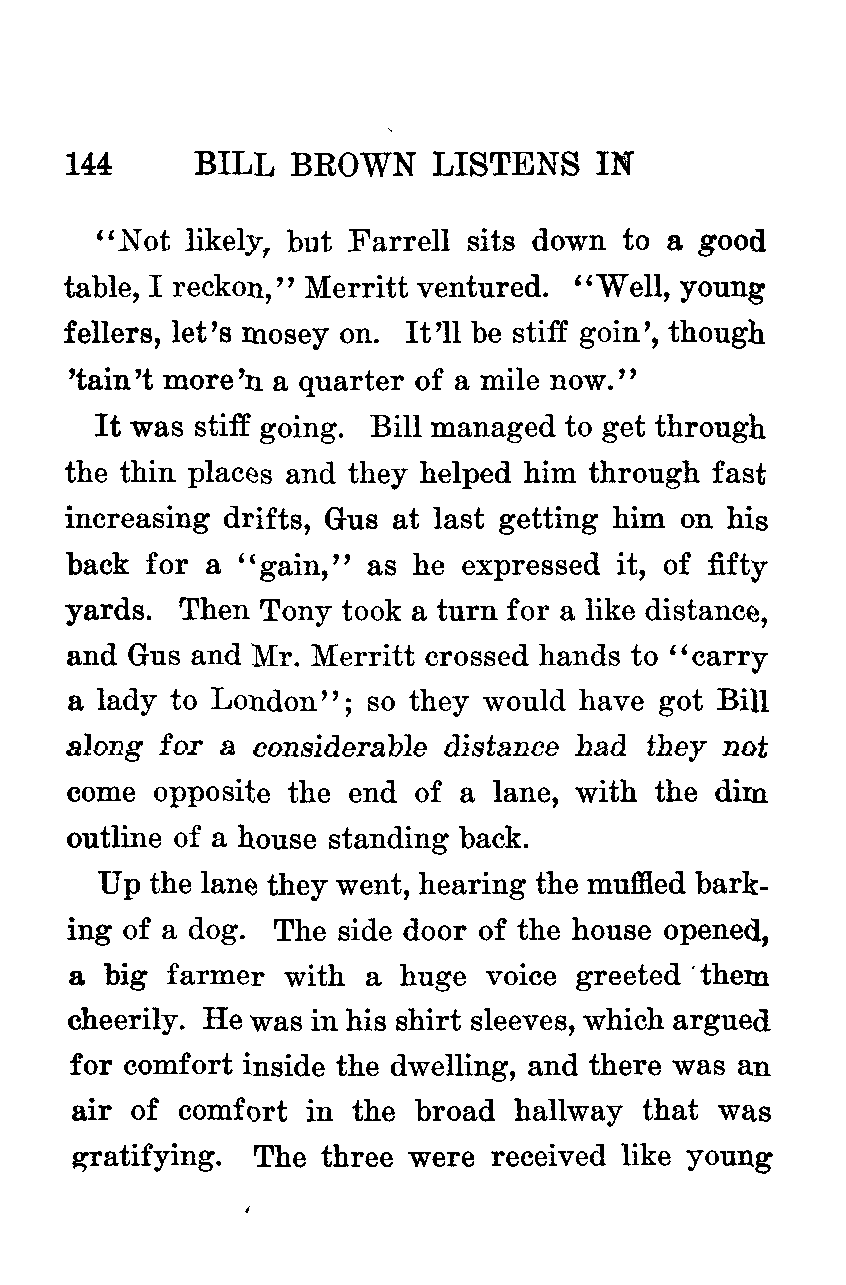 144 BILL BROWN LISTENS IN
“Not likely, but Farrell sits down to a good
table, I reckon,” Merritt ventured. “Well, young
fellers, let’s mosey on. It’ll be stiff goin’, though
’tain’t more’n a quarter of a mile now.”
It was stiff going. Bill managed to get through
the thin places and they helped him through fast
increasing drifts, Gus at last getting him on his
back for a “gain,” as he expressed it, of fifty
yards. Then Tony took a turn for a like distance,
and Gus and Mr. Merritt crossed hands to “carry
a lady to London”; so they would have got Bill
along for a considerable distance had they not
come opposite the end of a lane, with the dim
outline of a house standing back.
Up the lane they went, hearing the muffled bark-
ing of a dog. The side door of the house opened,
a big farmer with a huge voice greeted them
cheerily. He was in his shirt sleeves, which argued
for comfort inside the dwelling, and there was an
air of comfort in the broad hallway that was
gratifying. The three were received like young